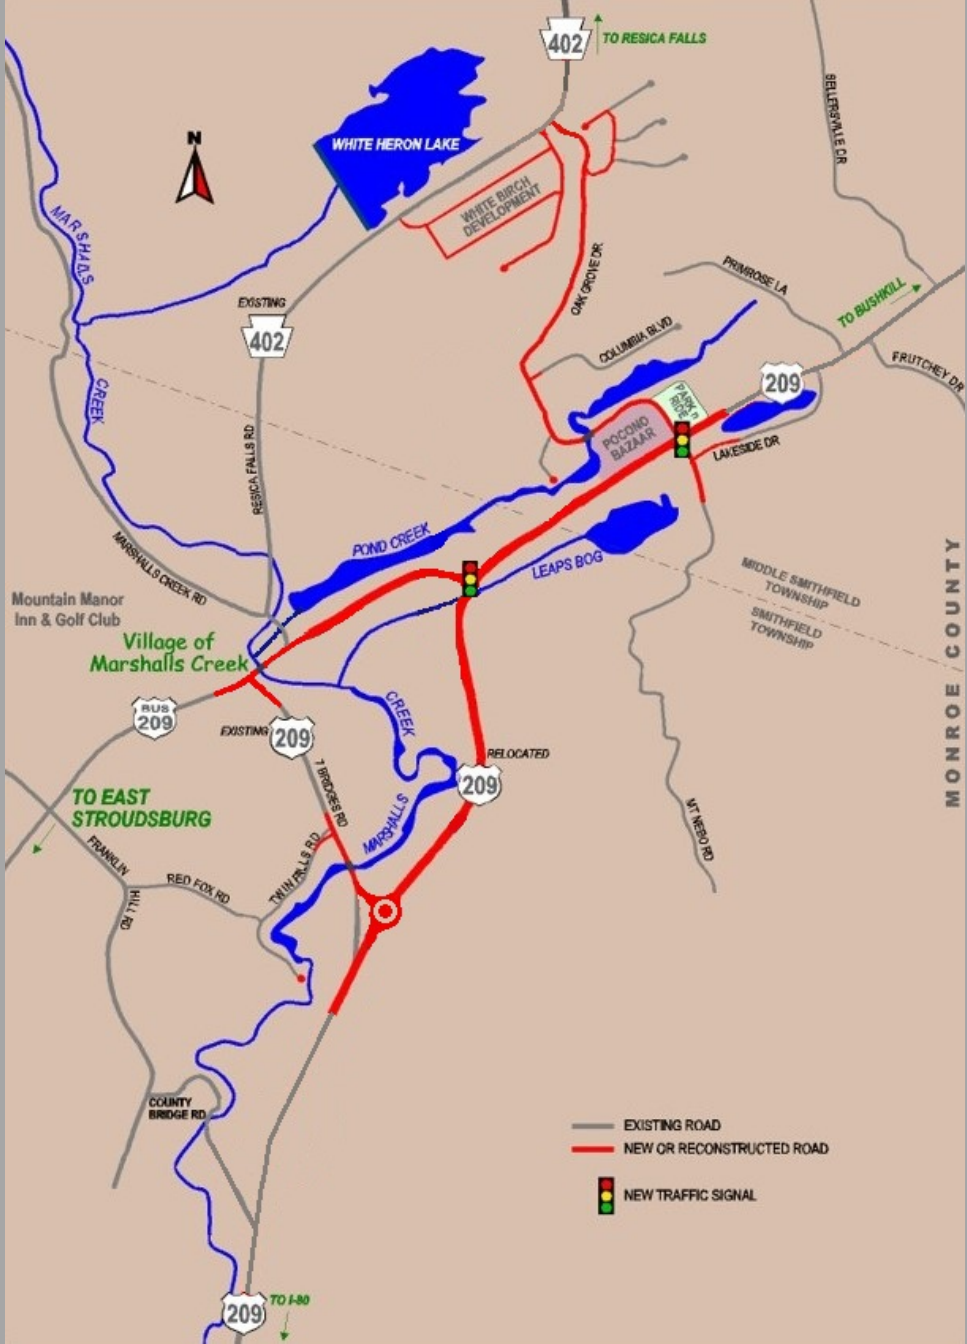 402
TO RESICA FALLS
SELLERSVILLE DR
WHITE HERON LAKE
N
WHITE BIRCH
DEVELOPMENT
MARSHALLS
OAK GROVE DR.
PRIMROSE LA
TO BUSHKILL
EXISTING
402
COLUMBIA BLVD
FRUTCHEY DR
209
CREEK
PARK n
RIDE
POCONO
BAZAAR
LAKESIDE DR
RESICA FALLS RD
POND CREEK
LEAPS BOG
MARSHALLS CREEK RD
MIDDLE SMITHFIELD
TOWNSHIP
SMITHFIELD
TOWNSHIP
MONROE COUNTY
Mountain Manor
Inn & Golf Club
Village of
Marshalls Creek
BUS
209
EXISTING
209
CREEK
RELOCATED
209
7 BRIDGES RD
TO EAST
STROUDSBURG
MARSHALLS
MT NEBO RD
FRANKLIN
HILL RD
RED FOX RD
TWIN FALLS RD
COUNTY
BRIDGE RD
EXISTING ROAD
NEW OR RECONSTRUCTED ROAD
NEW TRAFFIC SIGNAL
209
TO I-80